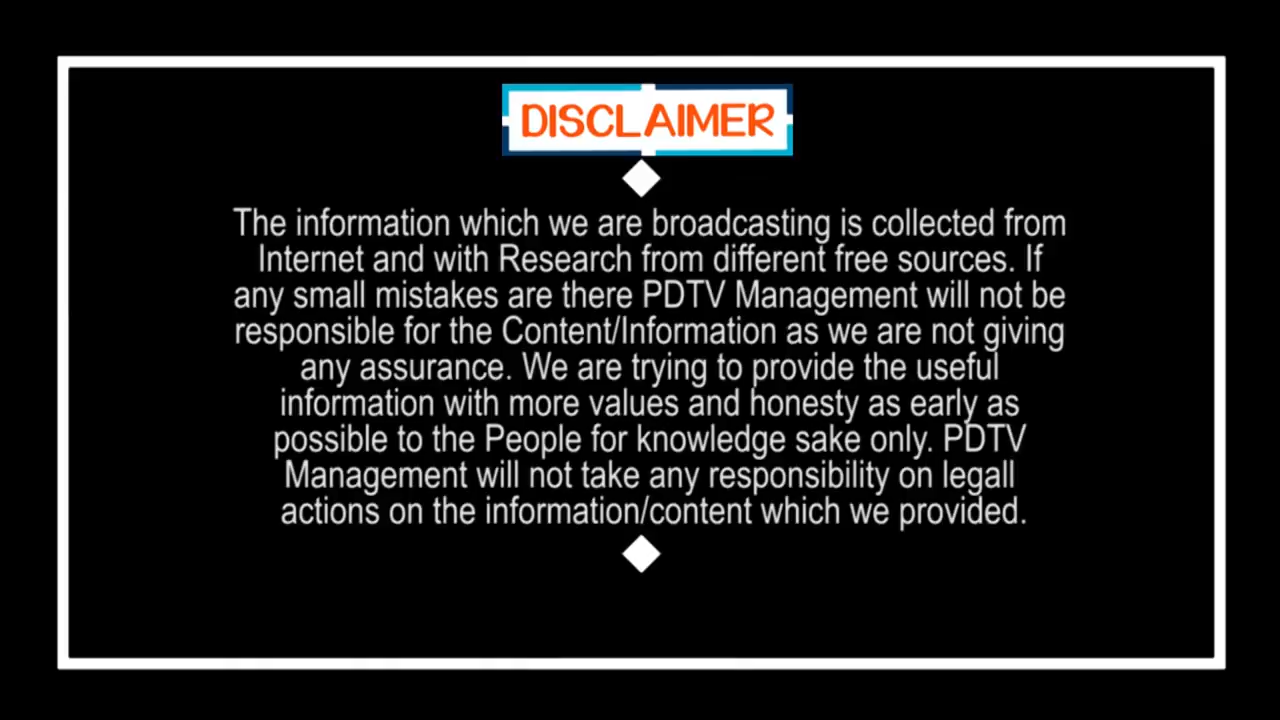 DISCLAIMER
The information which we are broadcasting is collected from
Internet and with Research from different free sources. If
any small mistakes are there PDTV Management will not be
responsible for the Content/Information as we are not giving
any assurance. We are trying to provide the useful
information with more values and honesty as early as
possible to the People for knowledge sake only. PDTV
Management will not take any responsibility on legall
actions on the information/content which we provided.